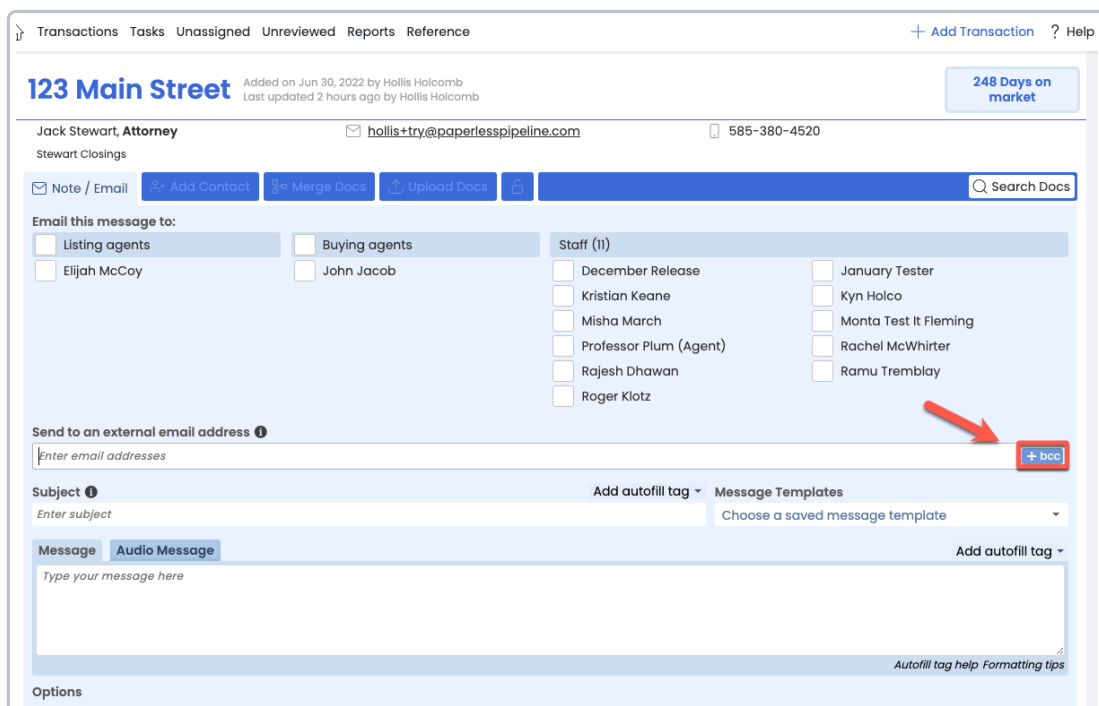 Transactions Tasks Unassigned Unreviewed Reports Reference + Add Transaction ? Help
123 Main Street
Added on Jun 30, 2022 by Hollis Holcomb
Last updated 2 hours ago by Hollis Holcomb
248 Days on
market
Jack Stewart, Attorney hollis+try@paperlesspipeline.com 585-380-4520
Stewart Closings
Note / Email Add Contact Merge Docs Upload Docs Search Docs
Email this message to:
Listing agents Buying agents Staff (11)
Elijah McCoy John Jacob December Release January Tester
Kristian Keane Kyn Holco
Misha March Monta Test It Fleming
Professor Plum (Agent) Rachel McWhirter
Rajesh Dhawan Ramu Tremblay
Roger Klotz
Send to an external email address
Enter email addresses + bcc
Subject Add autofill tag Message Templates
Enter subject Choose a saved message template
Message Audio Message Add autofill tag
Type your message here
Autofill tag help Formatting tips
Options